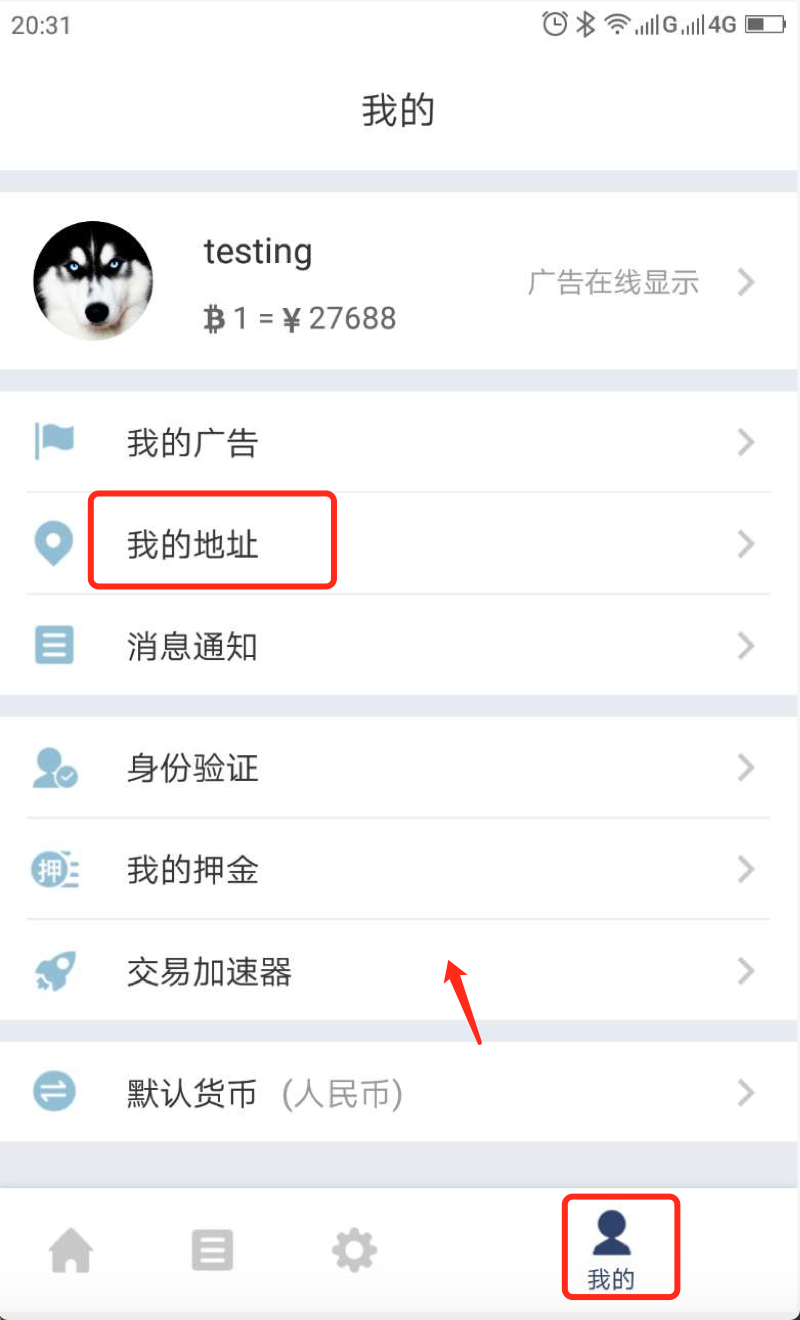 20:31 G 4G
我的
testing
广告在线显示
₿ 1 = ¥ 27688
我的广告
我的地址
消息通知
身份验证
押 我的押金
交易加速器
默认货币 (人民币)
我的